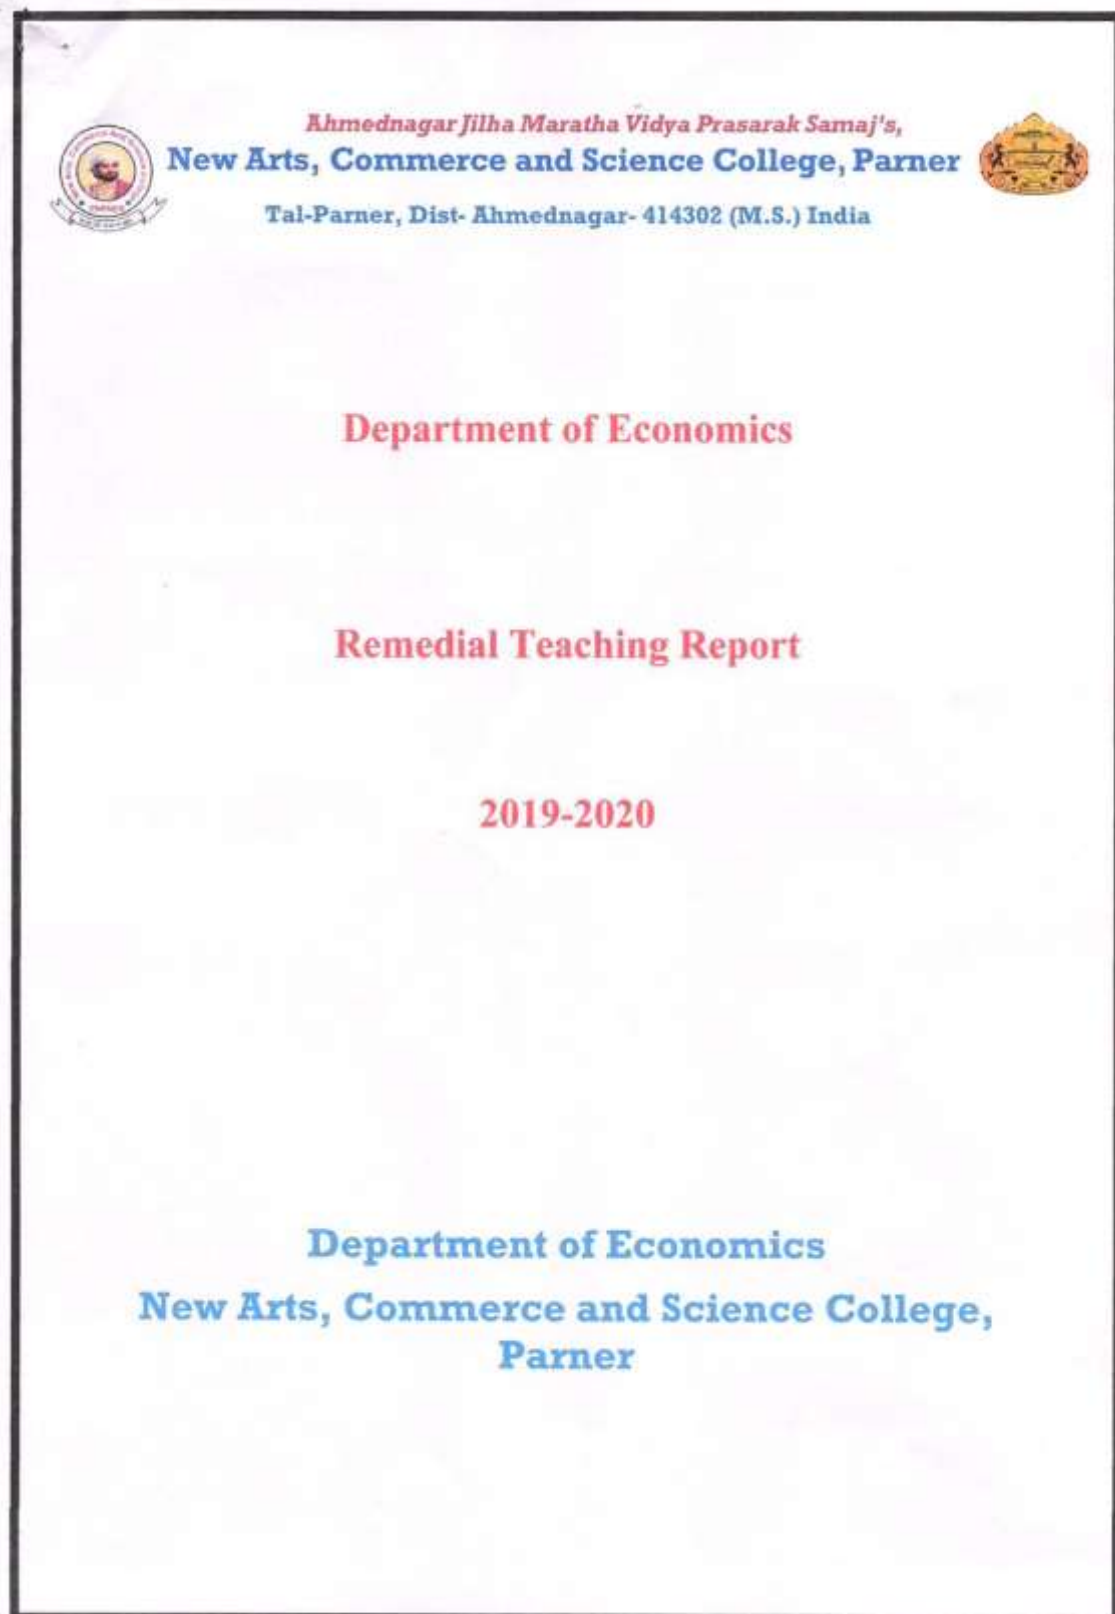 Ahmednagar Jilha Maratha Vidya Prasarak Samaj's,
New Arts, Commerce and Science College, Parner
Tal-Parner, Dist- Ahmednagar- 414302 (M.S.) India
Department of Economics
Remedial Teaching Report
2019-2020
Department of Economics
New Arts, Commerce and Science College,
Parner